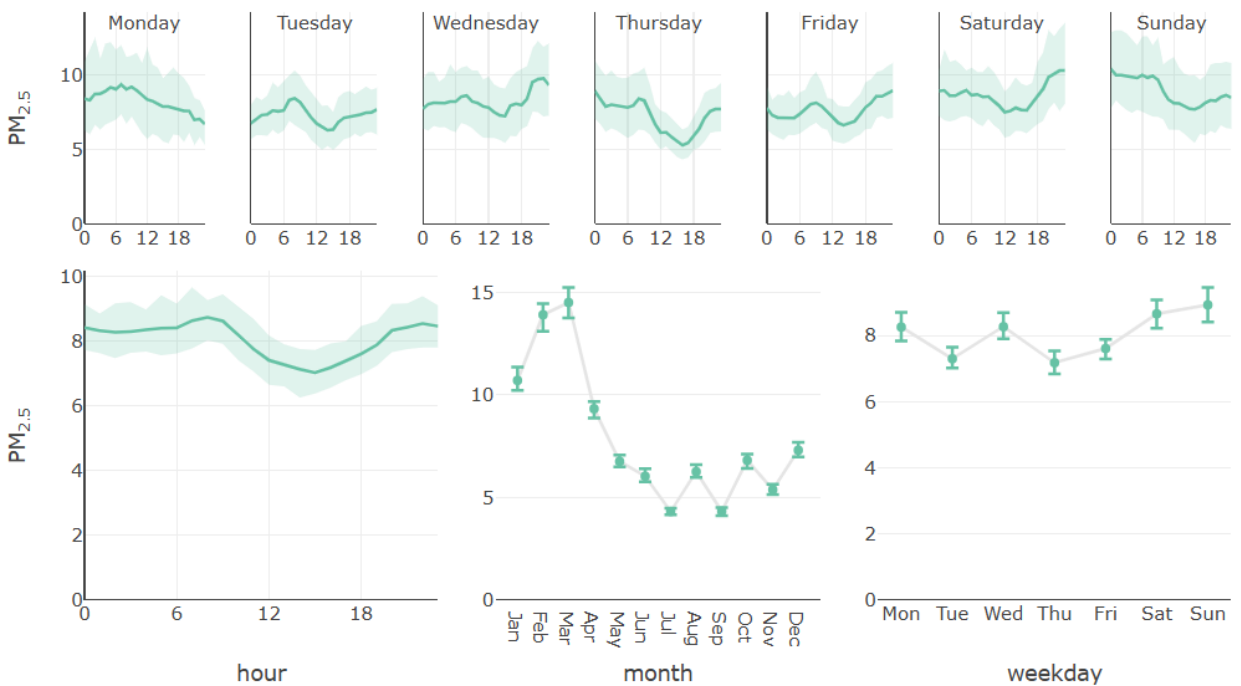 Monday Tuesday Wednesday Thursday Friday Saturday Sunday
10
PM2.5
5
0
0 6 12 18 0 6 12 18 0 6 12 18 0 6 12 18 0 6 12 18 0 6 12 18 0 6 12 18
10
8
6
PM2.5
4
2
0
0 6 12 18
hour
15
10
5
0
Jan Feb Mar Apr May Jun Jul Aug Sep Oct Nov Dec
month
8
6
4
2
0
Mon Tue Wed Thu Fri Sat Sun
weekday